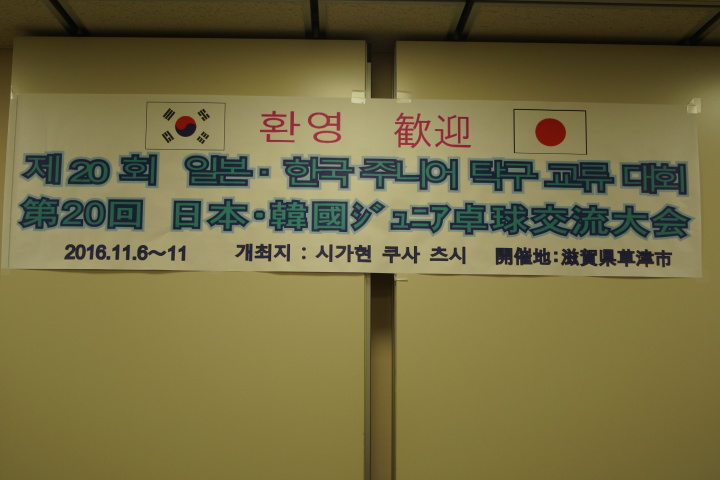 환영 歓迎
제20회 일본·한국 주니어 탁구 교류 대회
第20回 日本・韓國ｼﾞｭﾆｱ卓球交流大会
2016.11.6～11 개최지 : 시가현 쿠사 츠시 開催地：滋賀県草津市